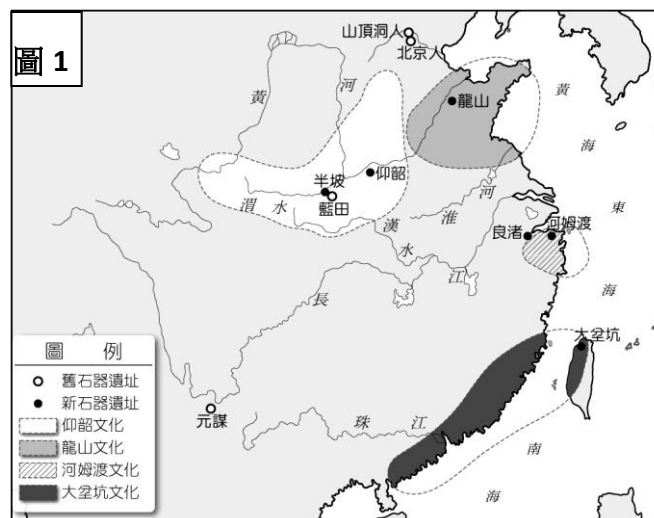 圖 1
山頂洞人
北京人
黃
河
龍山
黃
海
半坡
仰韶
渭水
藍田
漢水
淮河
良渚
河姆渡
東
海
長
江
大坌坑
元謀
珠江
南
海
圖 例
舊石器遺址
新石器遺址
仰韶文化
龍山文化
河姆渡文化
大坌坑文化